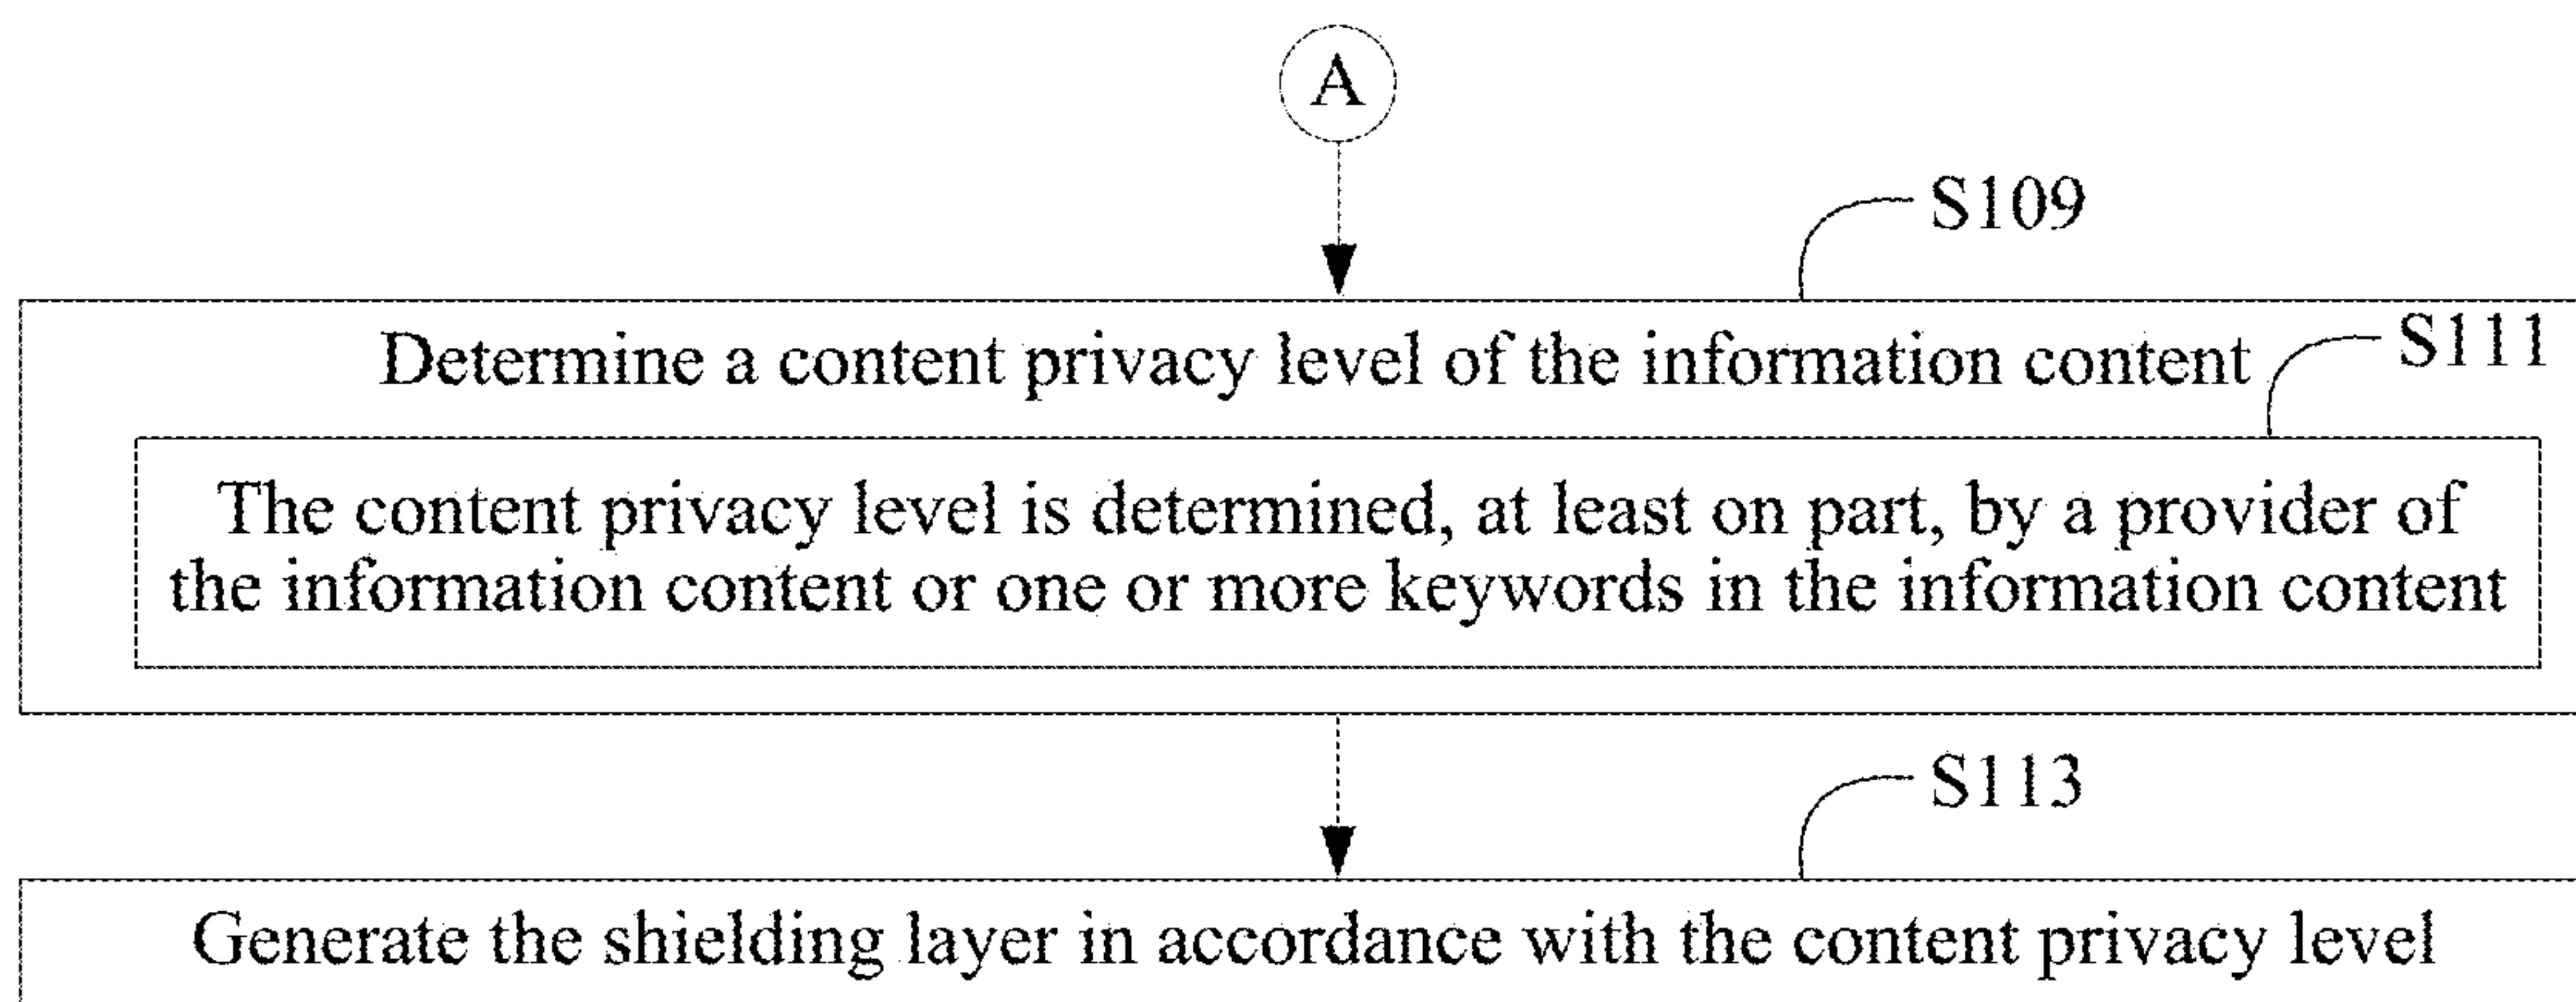 A
S109
Determine a content privacy level of the information content
S111
The content privacy level is determined, at least on part, by a provider of
the information content or one or more keywords in the information content
S113
Generate the shielding layer in accordance with the content privacy level